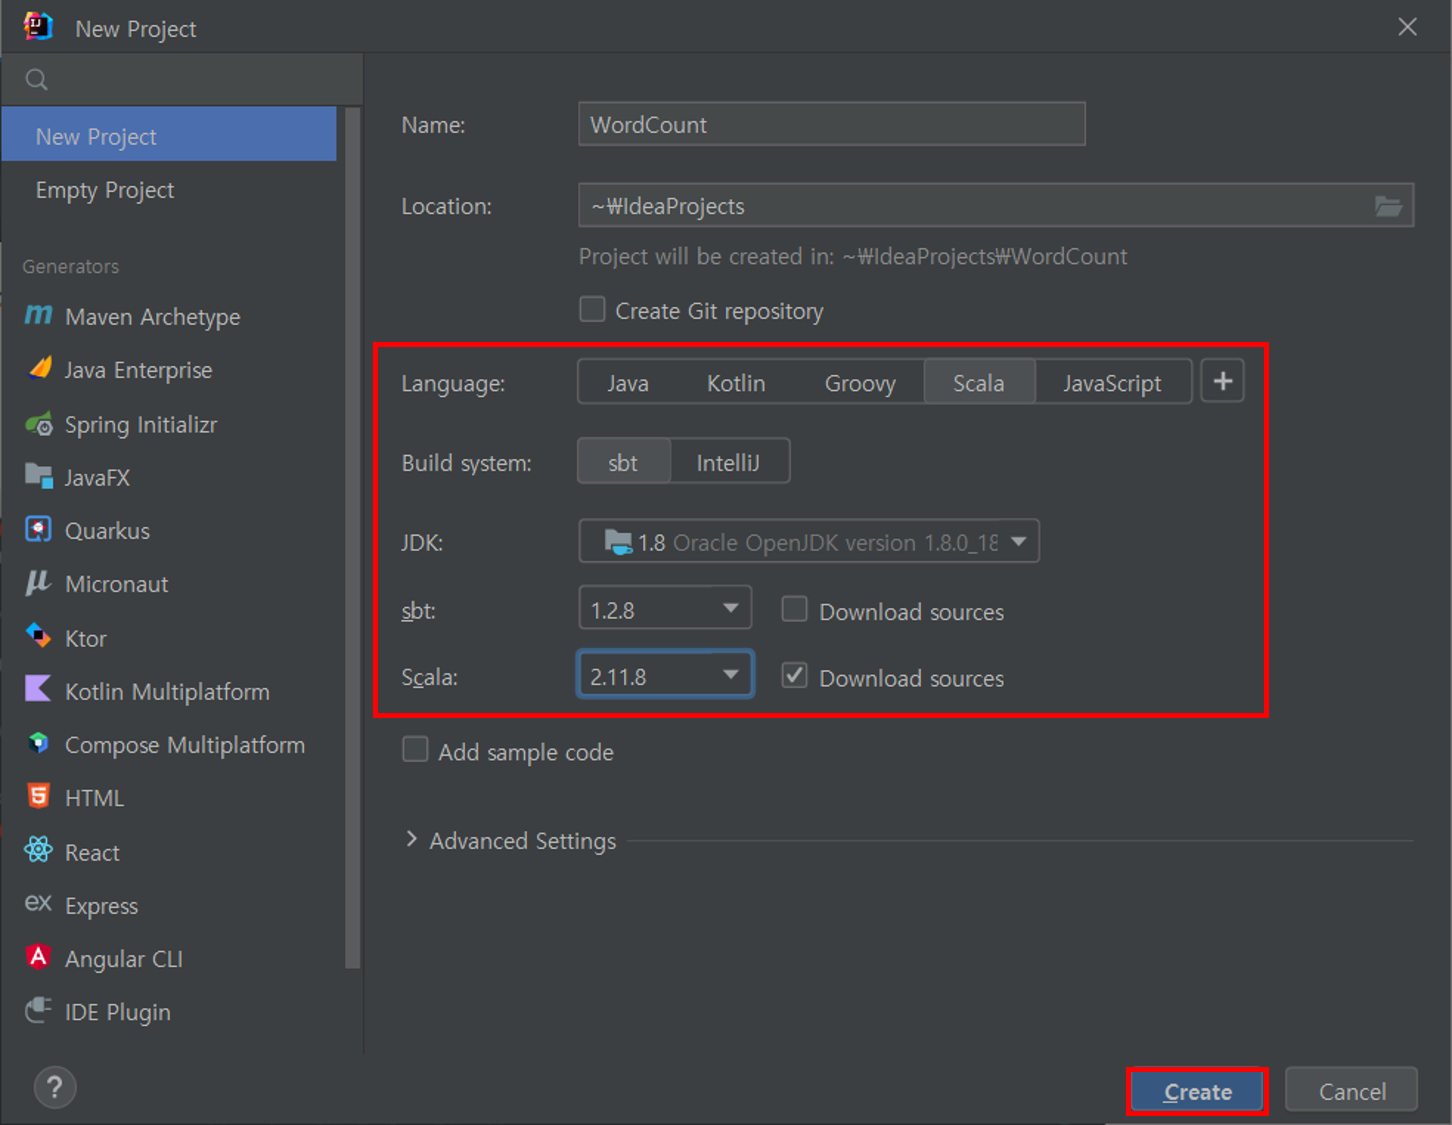 New Project
New Project
Empty Project
Generators
Maven Archetype
Java Enterprise
Spring Initializr
JavaFX
Quarkus
Micronaut
Ktor
Kotlin Multiplatform
Compose Multiplatform
HTML
React
ex Express
Angular CLI
IDE Plugin
Name: WordCount
Location: ~₩IdeaProjects
Project will be created in: ~₩IdeaProjects₩WordCount
Create Git repository
Language: Java Kotlin Groovy Scala JavaScript +
Build system: sbt IntelliJ
JDK: 1.8 Oracle OpenJDK version 1.8.0_18
sbt: 1.2.8 Download sources
Scala: 2.11.8 Download sources
Add sample code
Advanced Settings
? Create Cancel